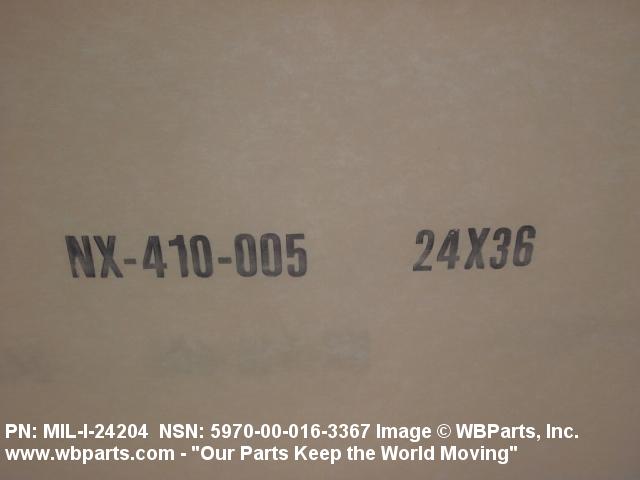 NX-410-005 24X36
PN: MIL-I-24204 NSN: 5970-00-016-3367 Image © WBParts, Inc.
www.wbparts.com - "Our Parts Keep the World Moving"